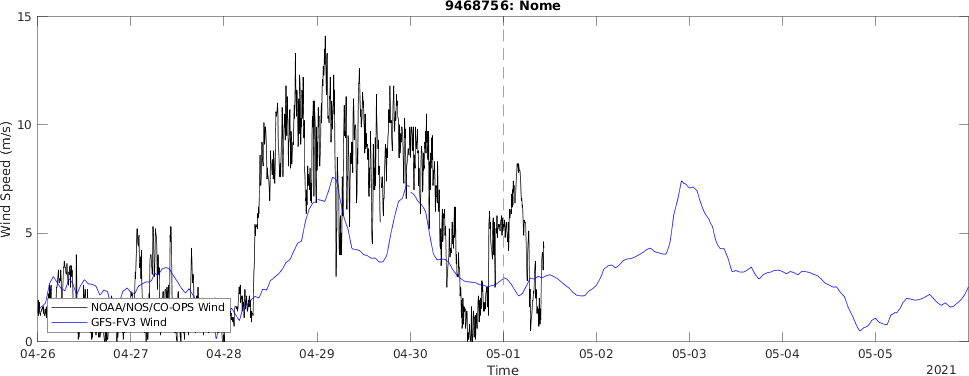 9468756: Nome
15
10
5
0
Wind Speed (m/s)
NOAA/NOS/CO-OPS Wind
GFS-FV3 Wind
04-26 04-27 04-28 04-29 04-30 05-01 05-02 05-03 05-04 05-05
Time
2021